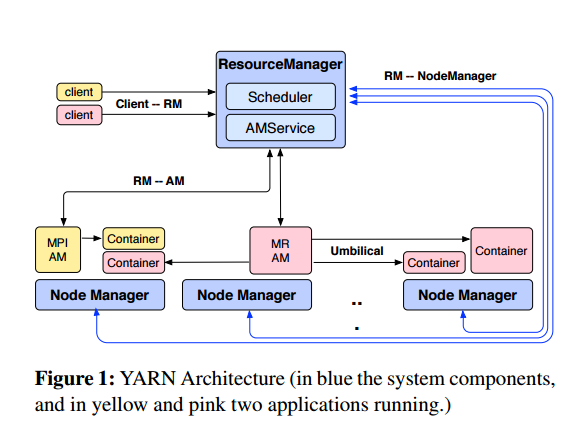 ResourceManager
RM -- NodeManager
client
Scheduler
Client -- RM
client
AMService
RM -- AM
MPI
AM
Container
Container
MR
AM
Umbilical
Container
Container
Node Manager
Node Manager
..
.
Node Manager
Figure 1: YARN Architecture (in blue the system components,
and in yellow and pink two applications running.)